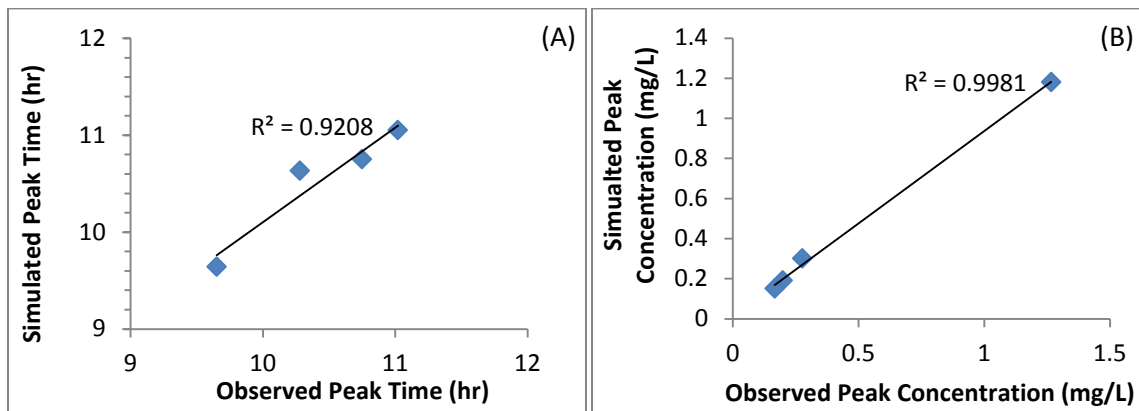 (A)
Simulated Peak Time (hr)
12
11
10
9
R² = 0.9208
9
10
11
12
Observed Peak Time (hr)
(B)
Simualted Peak
Concentration (mg/L)
1.4
1.2
1
0.8
0.6
0.4
0.2
0
R² = 0.9981
0
0.5
1
1.5
Observed Peak Concentration (mg/L)